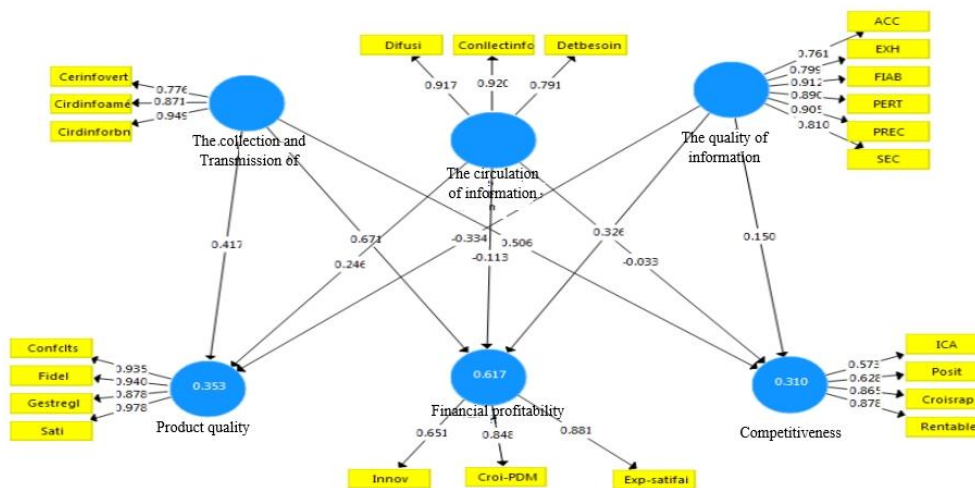 ACC
Difusi
Conllectinfo
Detbesoin
EXH
Cerinfovert
0.761
0.799
FIAB
0.776
0.917
0.920
0.791
0.912
Cirdinfoamé
0.871
0.890
PERT
0.905
Cirdinforbn
0.949
0.810
PREC
The.collection and
Transmission of
The quality of
information
SEC
The circulation
of information
0.417
0.671
-0.334
0.506
0.326
0.150
0.246
-0.113
-0.033
Confclts
0.935
ICA
0.573
Fidel
0.940
0.353
0.617
0.310
0.628
Posit
Gestregl
0.878
0.865
Croisrap
Sati
0.978
0.878
Rentable
Product quality
Financial profitability
Competitiveness
0.651
0.848
0.881
Innov
Croi-PDM
Exp-satifai